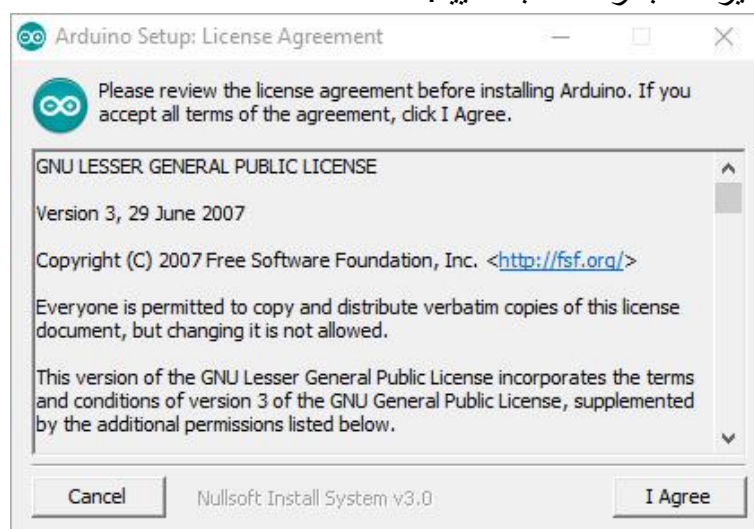 Arduino Setup: License Agreement
Please review the license agreement before installing Arduino. If you
accept all terms of the agreement, click I Agree.
GNU LESSER GENERAL PUBLIC LICENSE
Version 3, 29 June 2007
Copyright (C) 2007 Free Software Foundation, Inc. <http://fsf.org/>
Everyone is permitted to copy and distribute verbatim copies of this license
document, but changing it is not allowed.
This version of the GNU Lesser General Public License incorporates the terms
and conditions of version 3 of the GNU General Public License, supplemented
by the additional permissions listed below.
Cancel
Nullsoft Install System v3.0
I Agree